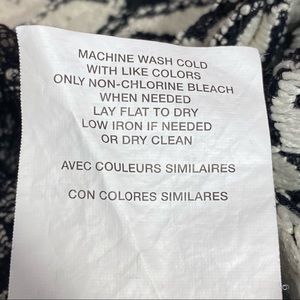 MACHINE WASH COLD
WITH LIKE COLORS
ONLY NON-CHLORINE BLEACH
WHEN NEEDED
LAY FLAT TO DRY
LOW IRON IF NEEDED
OR DRY CLEAN
AVEC COULEURS SIMILAIRES
CON COLORES SIMILARES